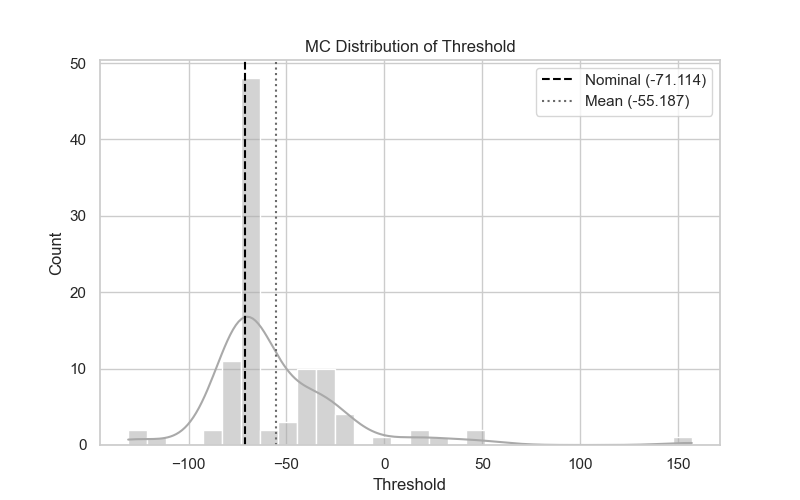 MC Distribution of Threshold
Nominal (-71.114)
Mean (-55.187)
50
40
30
20
10
0
Count
−100
−50
0
50
100
150
Threshold